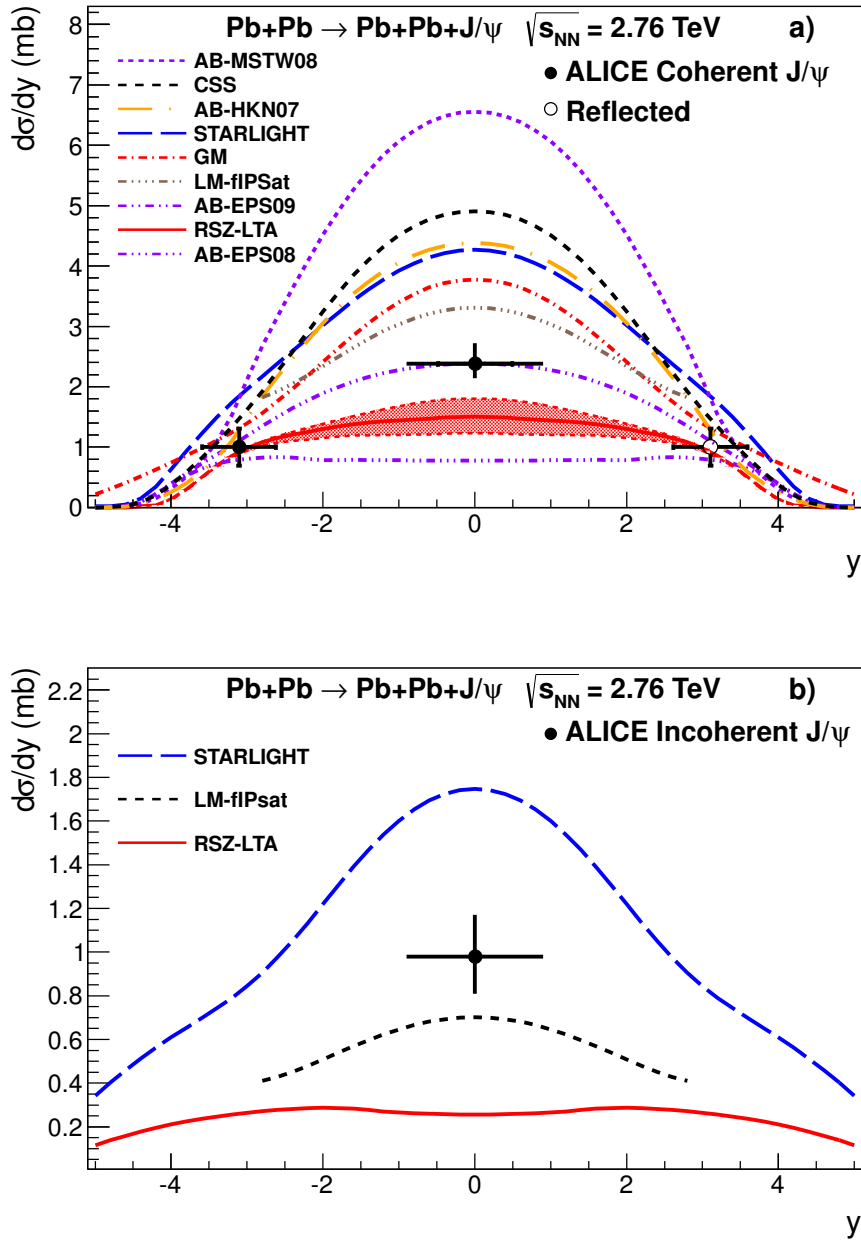 Pb+Pb → Pb+Pb+J/ψ √sNN = 2.76 TeV a)
AB-MSTW08
CSS
AB-HKN07
STARLIGHT
GM
LM-fIPSat
AB-EPS09
RSZ-LTA
AB-EPS08
ALICE Coherent J/ψ
Reflected
dσ/dy (mb)
8
7
6
5
4
3
2
1
0
-4 -2 0 2 4
y
Pb+Pb → Pb+Pb+J/ψ √sNN = 2.76 TeV b)
ALICE Incoherent J/ψ
STARLIGHT
LM-fIPsat
RSZ-LTA
dσ/dy (mb)
2.2
2
1.8
1.6
1.4
1.2
1
0.8
0.6
0.4
0.2
-4 -2 0 2 4
y